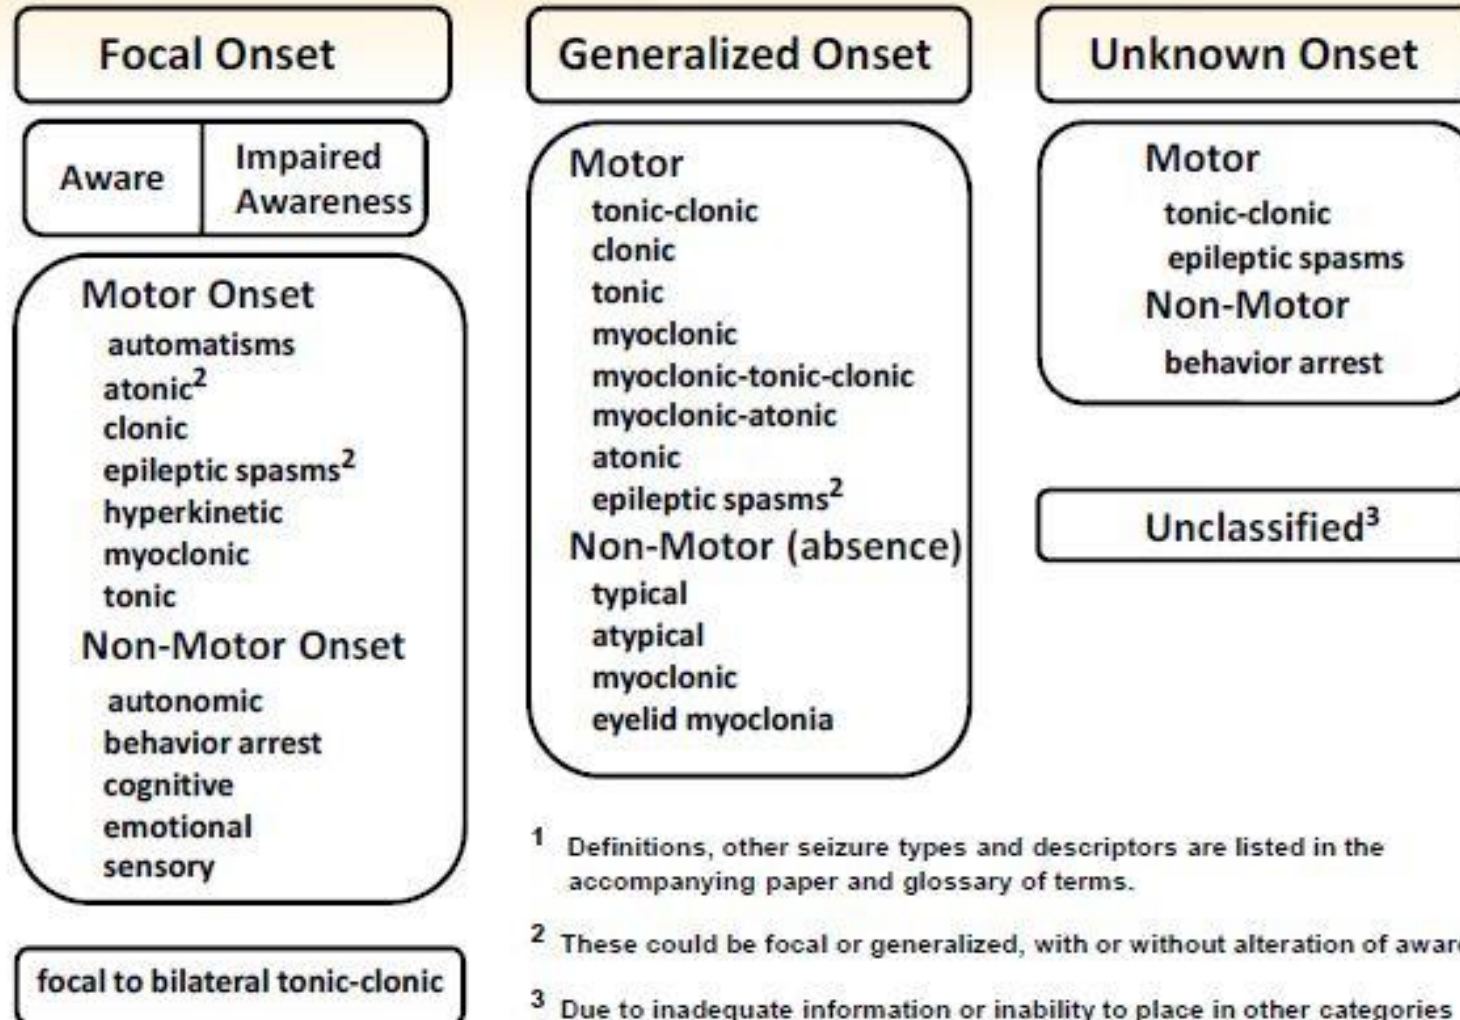 Focal Onset
Aware
Impaired
Awareness
Motor Onset
automatisms
atonic²
clonic
epileptic spasms²
hyperkinetic
myoclonic
tonic
Non-Motor Onset
autonomic
behavior arrest
cognitive
emotional
sensory
focal to bilateral tonic-clonic
Generalized Onset
Motor
tonic-clonic
clonic
tonic
myoclonic
myoclonic-tonic-clonic
myoclonic-atonic
atonic
epileptic spasms²
Non-Motor (absence)
typical
atypical
myoclonic
eyelid myoclonia
Unknown Onset
Motor
tonic-clonic
epileptic spasms
Non-Motor
behavior arrest
Unclassified³
¹ Definitions, other seizure types and descriptors are listed in the
accompanying paper and glossary of terms.
² These could be focal or generalized, with or without alteration of
³ Due to inadequate information or inability to place in other categories